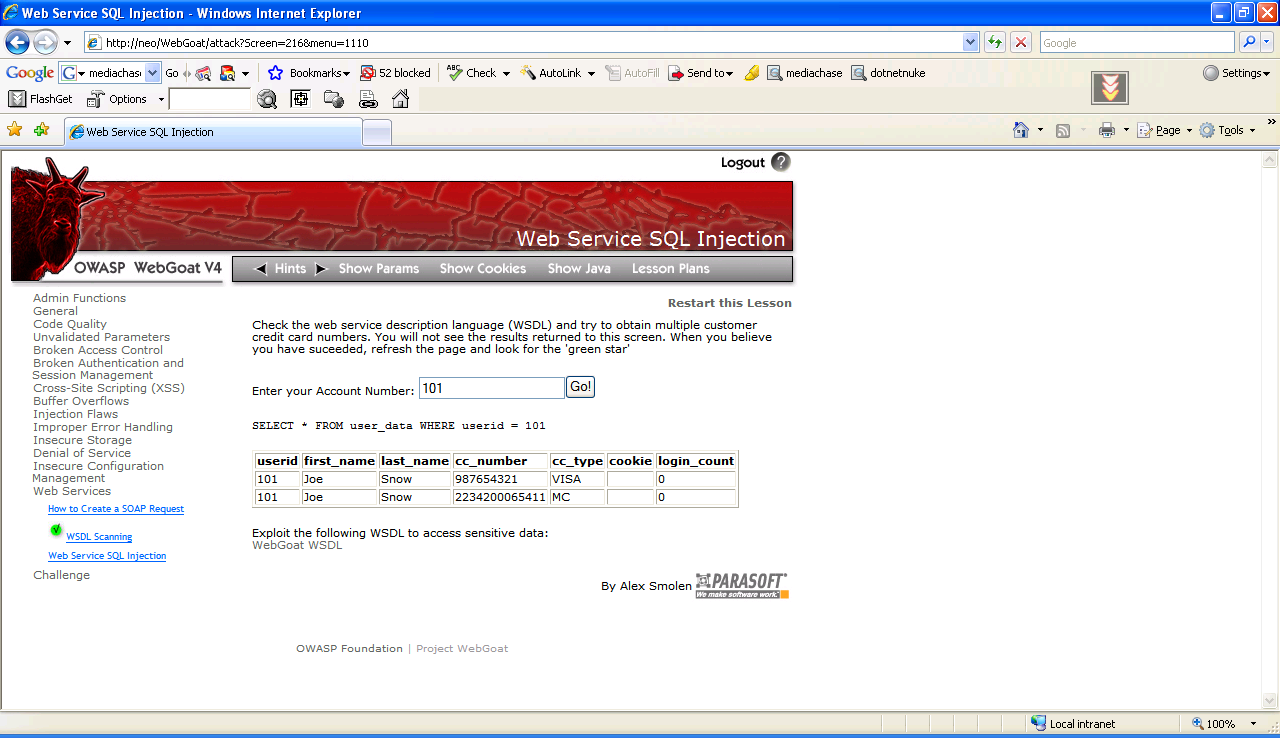 Web Service SQL Injection - Windows Internet Explorer
http://neo/WebGoat/attack?Screen=216&menu=1110
Google
Google G mediachas Go Bookmarks 52 blocked ABC Check AutoLink AutoFill Send to mediachase dotnetnuke Settings
FlashGet Options
Web Service SQL Injection Page Tools »
Logout ?
Web Service SQL Injection
OWASP WebGoat V4
Hints Show Params Show Cookies Show Java Lesson Plans
Admin Functions
General
Code Quality
Unvalidated Parameters
Broken Access Control
Broken Authentication and
Session Management
Cross-Site Scripting (XSS)
Buffer Overflows
Injection Flaws
Improper Error Handling
Insecure Storage
Denial of Service
Insecure Configuration
Management
Web Services
How to Create a SOAP Request
WSDL Scanning
Web Service SQL Injection
Challenge
Restart this Lesson
Check the web service description language (WSDL) and try to obtain multiple customer
credit card numbers. You will not see the results returned to this screen. When you believe
you have suceeded, refresh the page and look for the 'green star'
Enter your Account Number: 101 Go!
SELECT * FROM user_data WHERE userid = 101
userid first_name last_name cc_number cc_type cookie login_count
101 Joe Snow 987654321 VISA 0
101 Joe Snow 2234200065411 MC 0
Exploit the following WSDL to access sensitive data:
WebGoat WSDL
By Alex Smolen PARASOFT
We make software work.
OWASP Foundation | Project WebGoat
Local intranet 100%